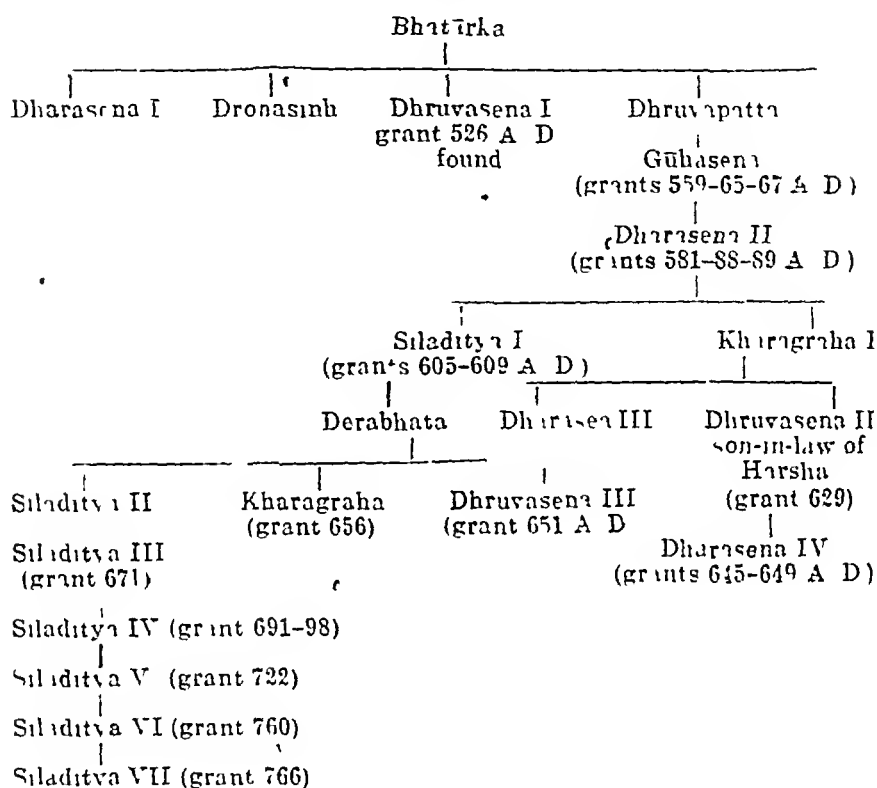 Bhatārka
Dharasena I Dronasinh Dhruvasena I Dhruvapatta
grant 526 A D
found
Gūhasena
(grants 559-65-67 A D)
Dharasena II
(grants 581-88-89 A D)
Siladitya I Kharagraha I
(grants 605-609 A D)
Derabhata Dharasen III Dhruvasena II
son-in-law of
Harsha
(grant 629)
Siladitya II Kharagraha Dhruvasena III
(grant 656) (grant 651 A D
Siladitya III Dharasena IV
(grant 671) (grants 645-649 A D)
Siladitya IV (grant 691-98)
Siladitya V (grant 722)
Siladitya VI (grant 760)
Siladitya VII (grant 766)